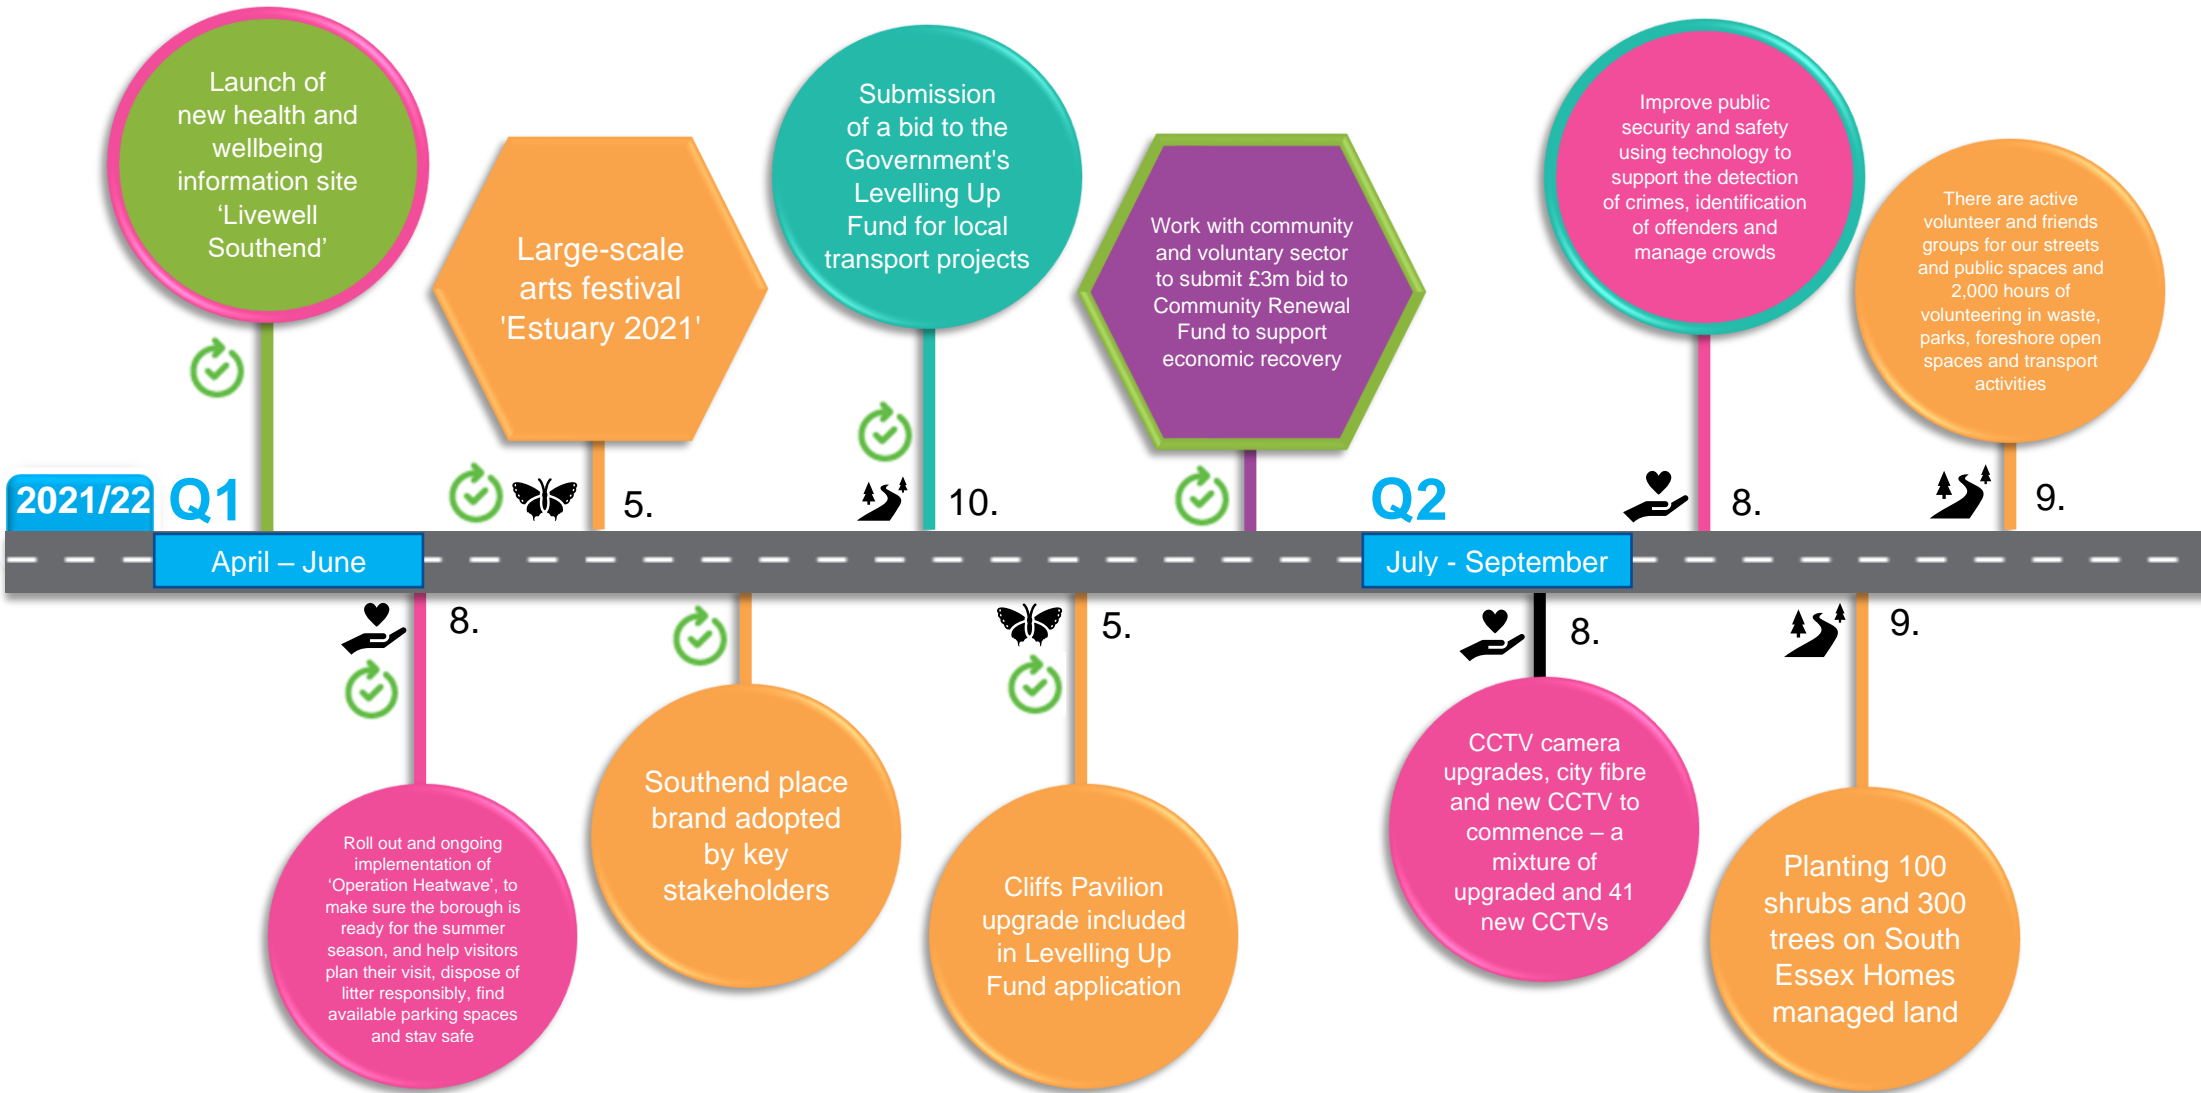 Launch of
new health and
wellbeing
information site
‘Livewell
Southend’
Large-scale
arts festival
'Estuary 2021'
Submission
of a bid to the
Government's
Levelling Up
Fund for local
transport projects
Work with community
and voluntary sector
to submit £3m bid to
Community Renewal
Fund to support
economic recovery
Improve public
security and safety
using technology to
support the detection
of crimes, identification
of offenders and
manage crowds
There are active
volunteer and friends
groups for our streets
and public spaces and
2,000 hours of
volunteering in waste,
parks, foreshore open
spaces and transport
activities
2021/22
Q1
5.
10.
Q2
8.
9.
April – June
July - September
8.
5.
8.
9.
Roll out and ongoing
implementation of
‘Operation Heatwave’, to
make sure the borough is
ready for the summer
season, and help visitors
plan their visit, dispose of
litter responsibly, find
available parking spaces
and stay safe
Southend place
brand adopted
by key
stakeholders
Cliffs Pavilion
upgrade included
in Levelling Up
Fund application
CCTV camera
upgrades, city fibre
and new CCTV to
commence – a
mixture of
upgraded and 41
new CCTVs
Planting 100
shrubs and 300
trees on South
Essex Homes
managed land